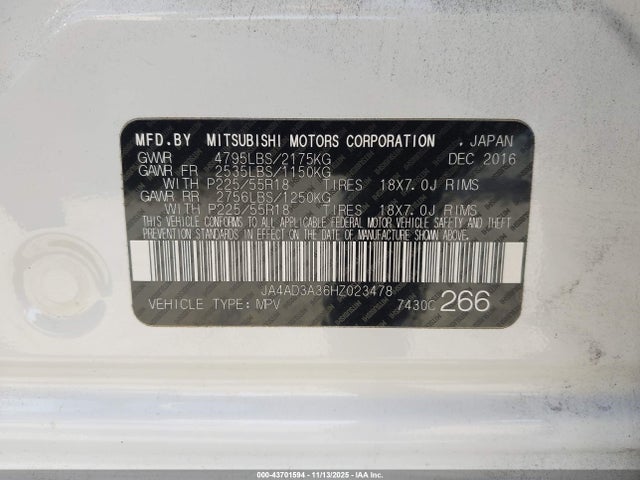 MFD.BY MITSUBISHI MOTORS CORPORATION , JAPAN
GVWR 4795LBS/2175KG DEC 2016
GAWR FR 2535LBS/1150KG
WITH P225/55R18 TIRES 18X7.0J RIMS
GAWR RR 2756LBS/1250KG
WITH P225/55R18 TIRES 18X7.0J RIMS
THIS VEHICLE CONFORMS TO ALL APPLICABLE FEDERAL MOTOR VEHICLE SAFETY AND THEFT
PREVENTION STANDARDS IN EFFECT ON THE DATE OF MANUFACTURE SHOWN ABOVE.
JA4AD3A36HZ023478
VEHICLE TYPE: MPV 7430C 266
000-43701594 - 11/13/2025 - IAAI.COM